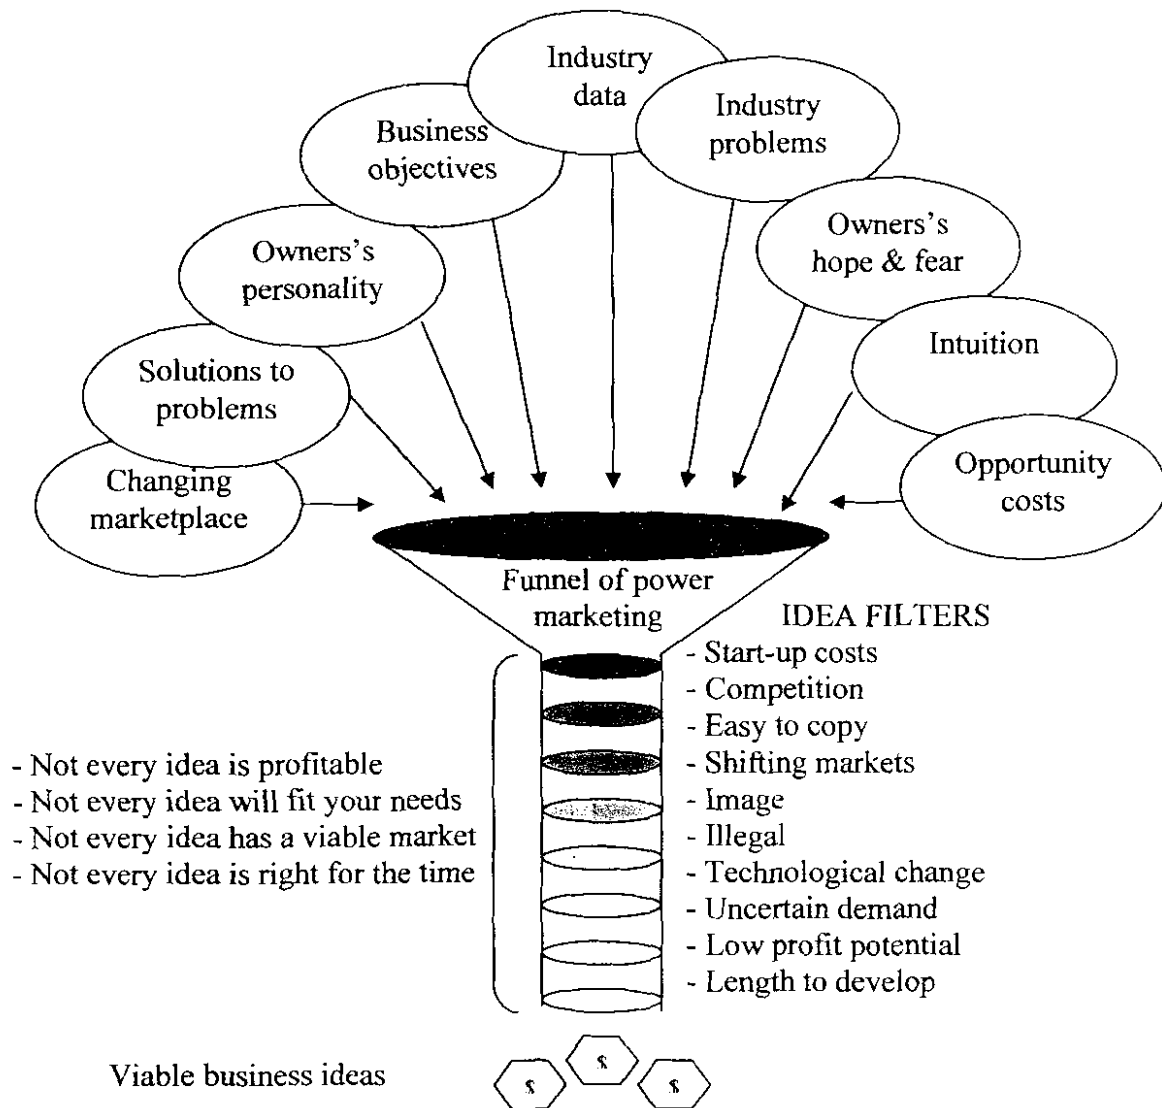 Industry
data
Industry
problems
Business
objectives
Owners's
personality
Owners's
hope & fear
Solutions to
problems
Intuition
Changing
marketplace
Opportunity
costs
Funnel of power
marketing
IDEA FILTERS
- Start-up costs
- Competition
- Easy to copy
- Shifting markets
- Image
- Illegal
- Technological change
- Uncertain demand
- Low profit potential
- Length to develop
- Not every idea is profitable
- Not every idea will fit your needs
- Not every idea has a viable market
- Not every idea is right for the time
Viable business ideas
$
$
$